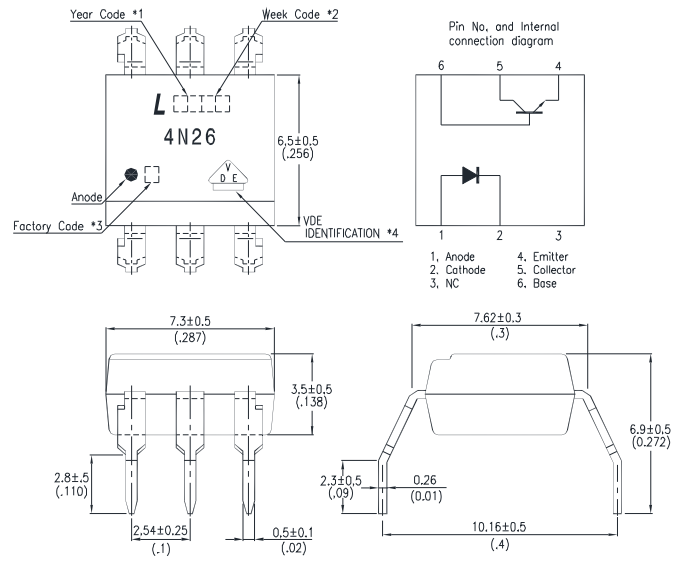 Year Code *1
Week Code *2
L
4N26
6,5±0.5
(.256)
V
D E
Anode
Factory Code *3
VDE
IDENTIFICATION *4
Pin No, and Internal
connection diagram
6 5 4
1 2 3
1, Anode
2. Cathode
3, NC
4. Emitter
5. Collector
6. Base
7.3±0.5
(.287)
3.5±0.5
(.138)
2.8±.5
(.110)
2,54±0.25
(.1)
0,5±0.1
(.02)
7.62±0.3
(.3)
6.9±0,5
(0.272)
2.3±0,5
(.09)
0.26
(0.01)
10.16±0.5
(.4)